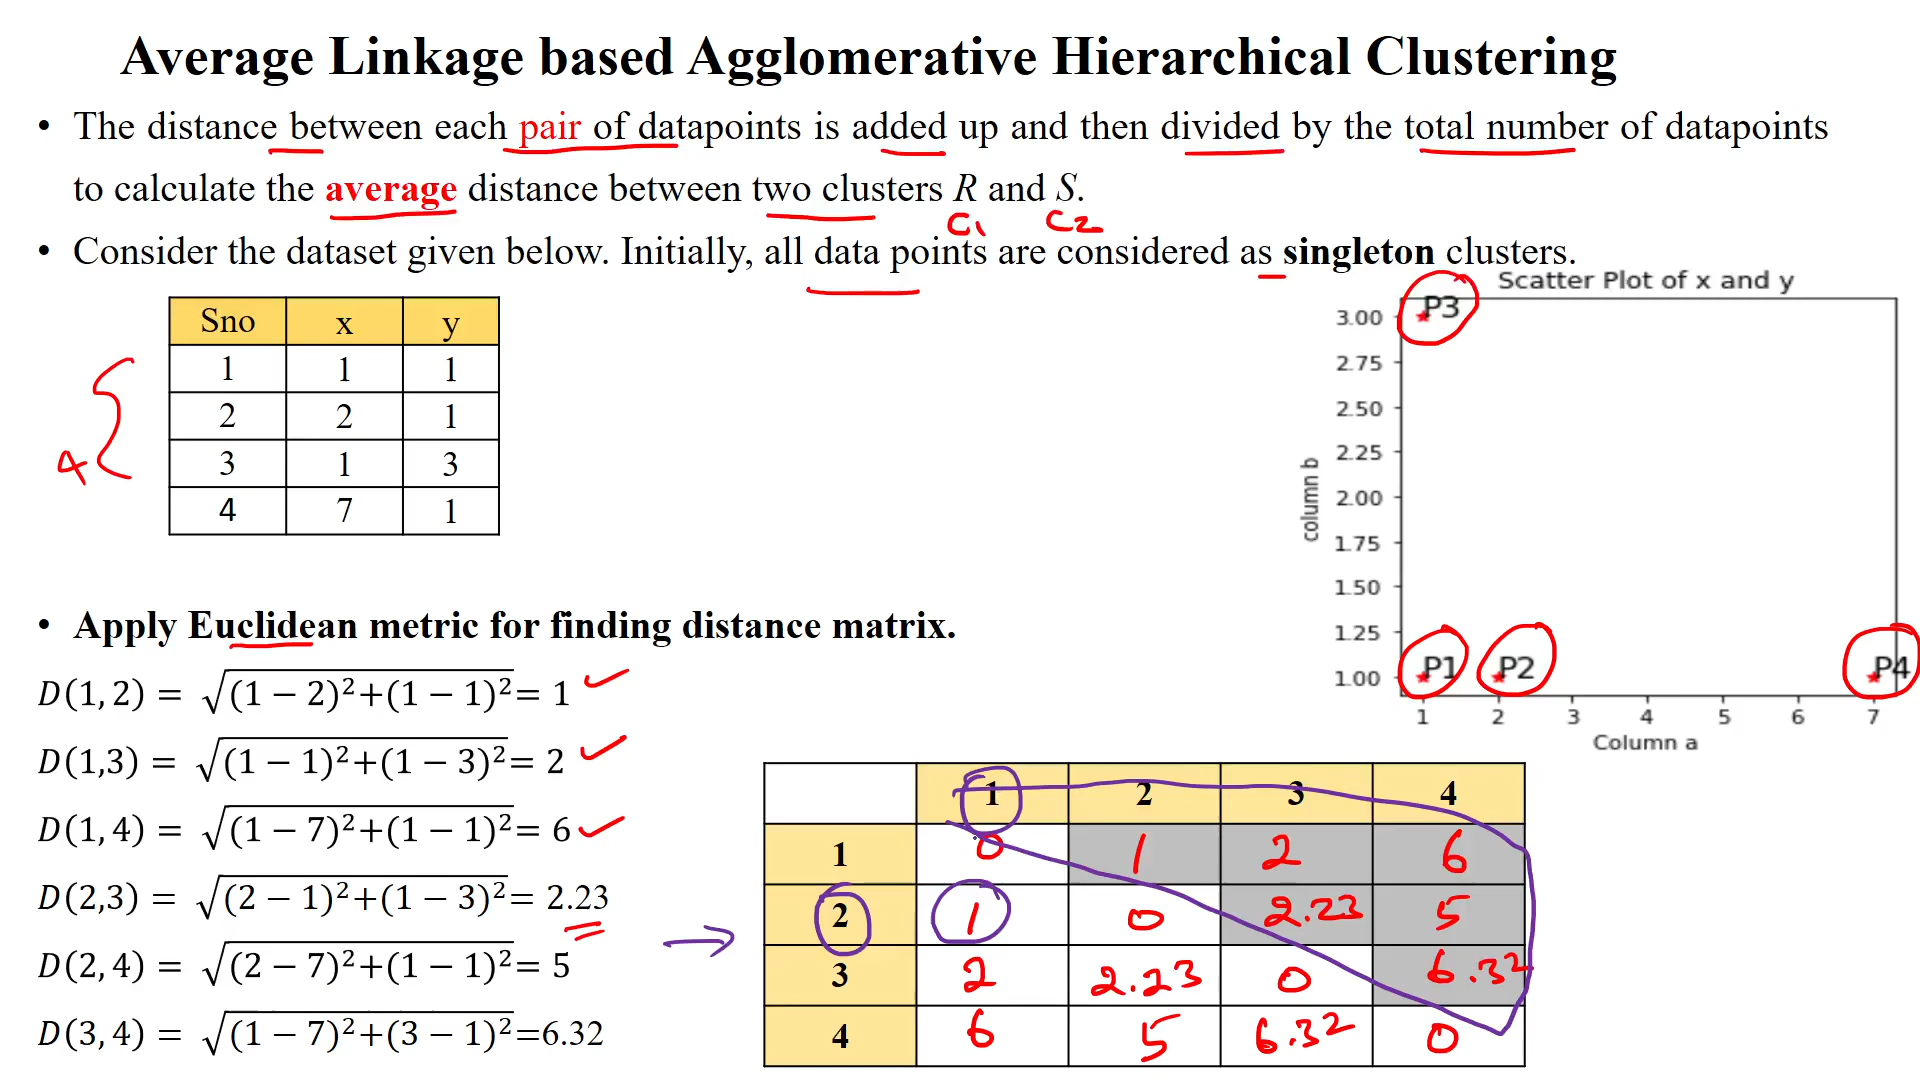 Average Linkage based Agglomerative Hierarchical Clustering
• The distance between each pair of datapoints is added up and then divided by the total number of datapoints
to calculate the average distance between two clusters R and S.
C1 C2
• Consider the dataset given below. Initially, all data points are considered as singleton clusters.
Sno x y
1 1 1
2 2 1
3 1 3
4 7 1
4
Scatter Plot of x and y
3.00
2.75
2.50
2.25
2.00
1.75
1.50
1.25
1.00
column b
P3
P1 P2 P4
1 2 3 4 5 6 7
Column a
• Apply Euclidean metric for finding distance matrix.
D(1,2) = √(1 − 2)²+(1 − 1)²= 1
D(1,3) = √(1 − 1)²+(1 − 3)²= 2
D(1,4) = √(1 − 7)²+(1 − 1)²= 6
D(2,3) = √(2 − 1)²+(1 − 3)²= 2.23
D(2,4) = √(2 − 7)²+(1 − 1)²= 5
D(3,4) = √(1 − 7)²+(3 − 1)²=6.32
1 2 3 4
1 0 1 2 6
2 1 0 2.23 5
3 2 2.23 0 6.32
4 6 5 6.32 0